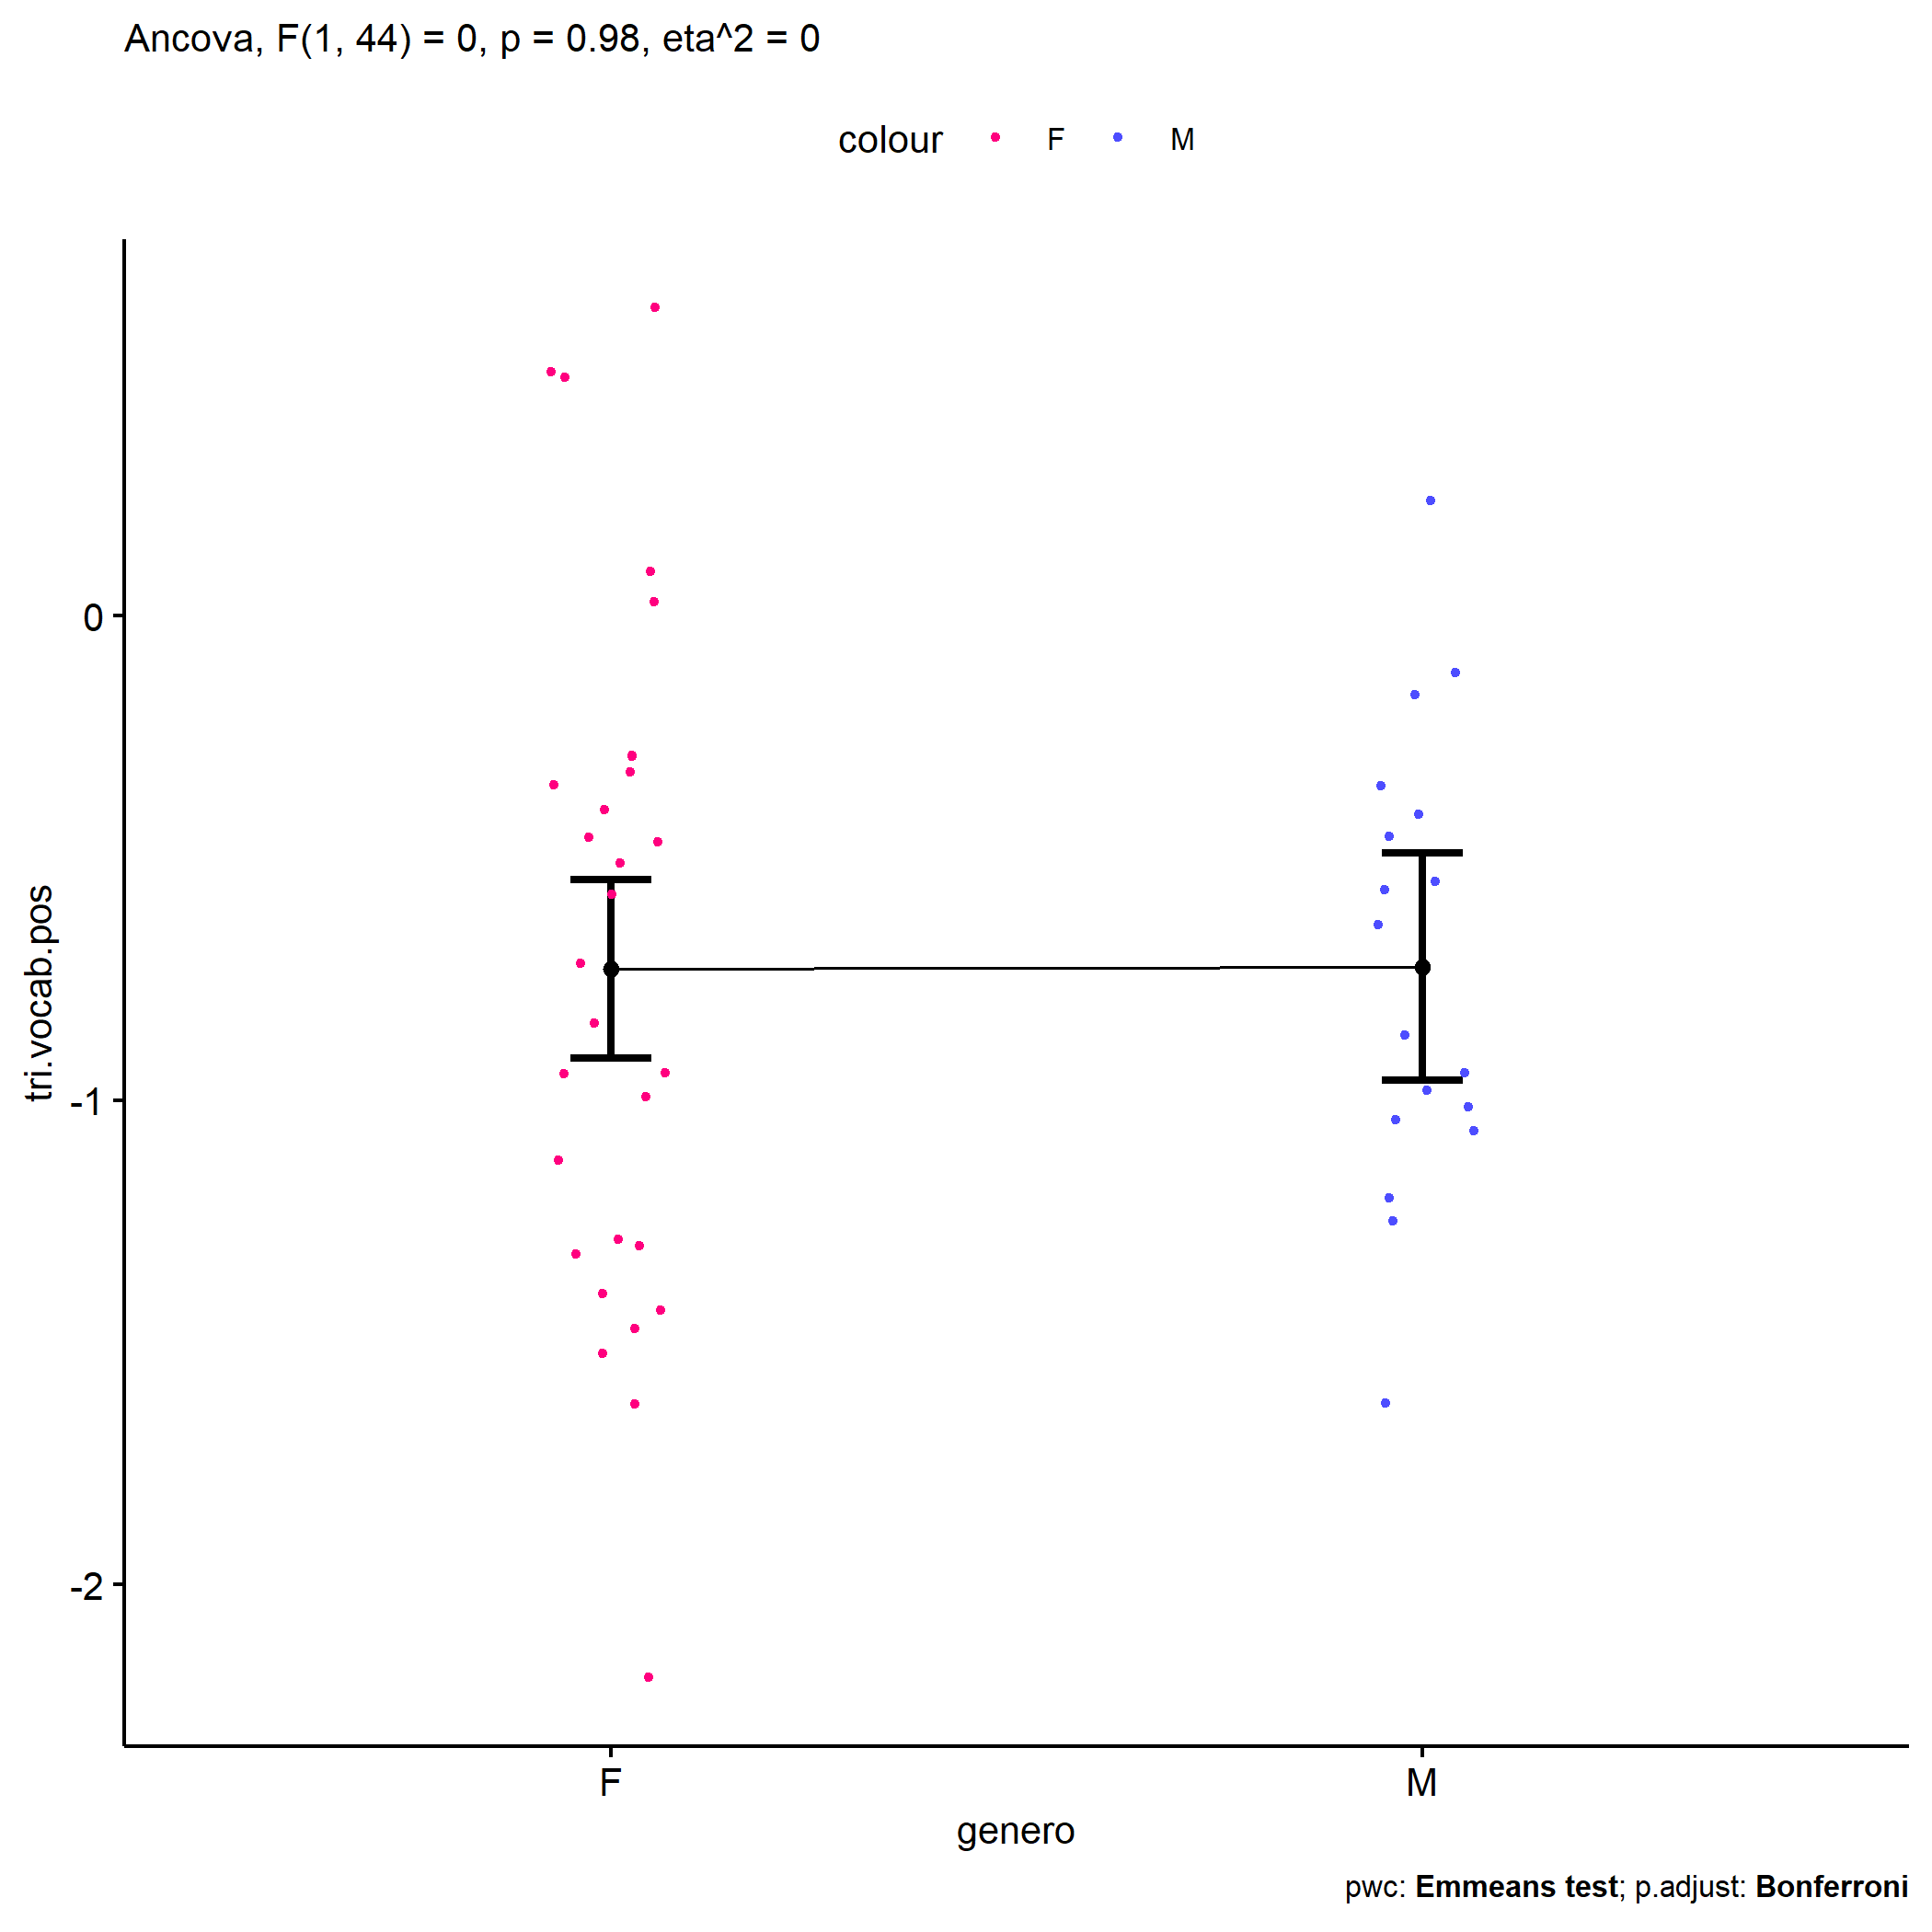 Ancova, F(1, 44) = 0, p = 0.98, eta^2 = 0
colour F M
tri.vocab.pos
0
-1
-2
F M
genero
pwc: Emmeans test; p.adjust: Bonferroni